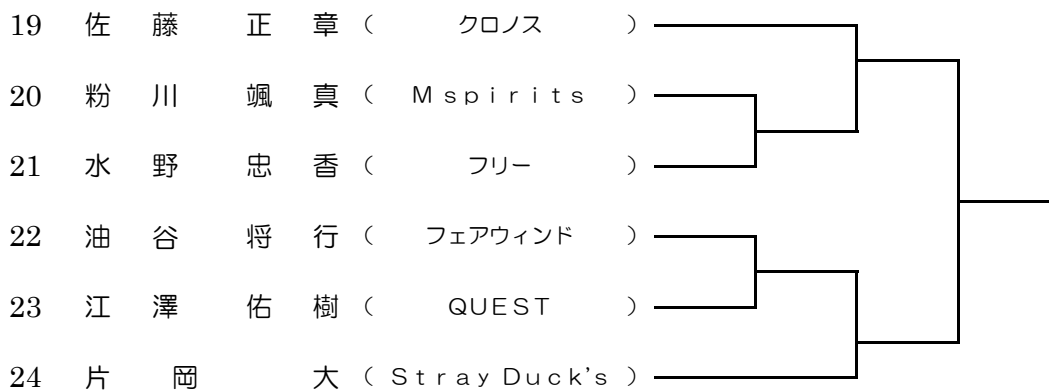 19 佐藤 正章（ クロノス ）
20 粉川 颯真（ Mspirits ）
21 水野 忠香（ フリー ）
22 油谷 将行（ フェアウィンド ）
23 江澤 佑樹（ QUEST ）
24 片岡 大（ Stray Duck's ）